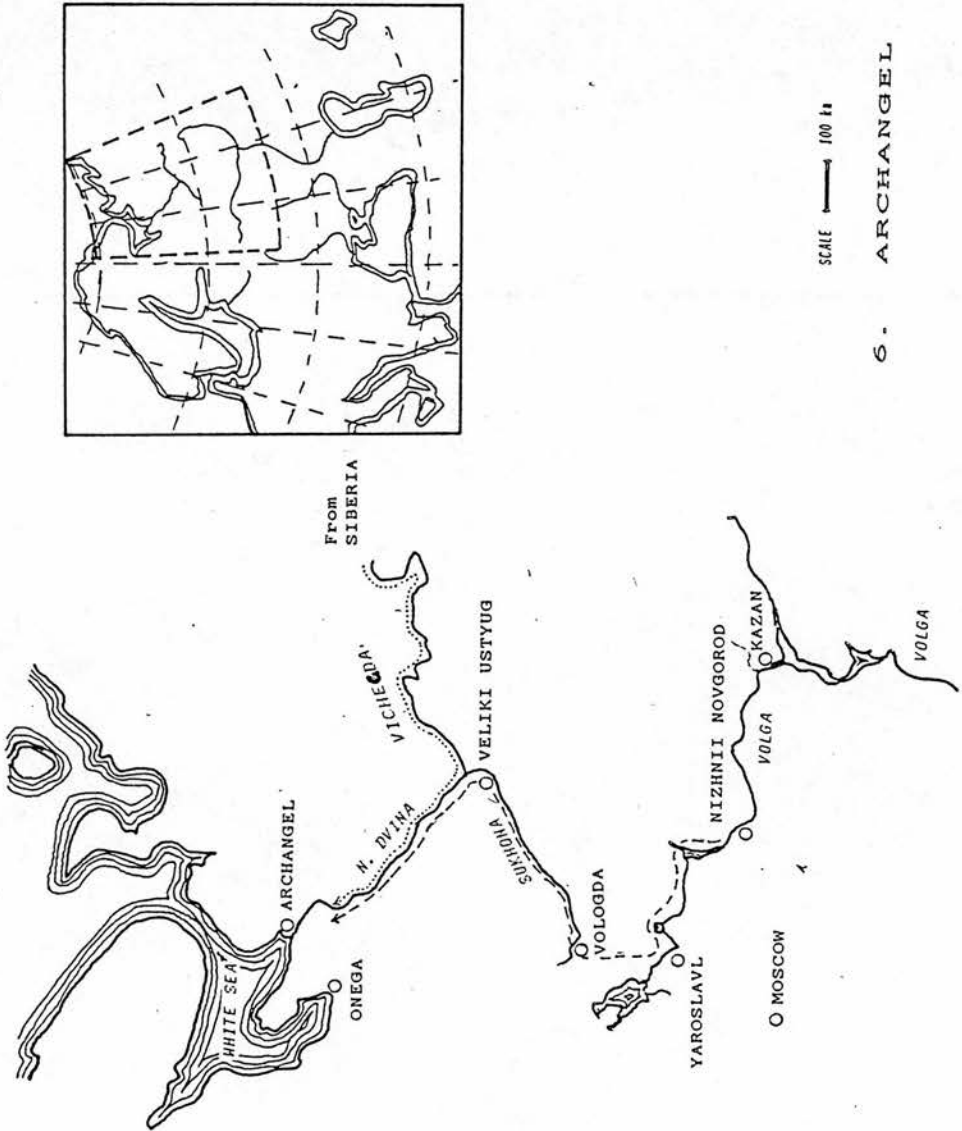 From
SIBERIA
WHITE SEA
ARCHANGEL
ONEGA
N. DVINA
VICHEGDA
VELIKI USTYUG
SUKHONA
VOLOGDA
YAROSLAVL
MOSCOW
NIZHNII NOVGOROD
VOLGA
KAZAN
VOLGA
SCALE 100 km
6. ARCHANGEL